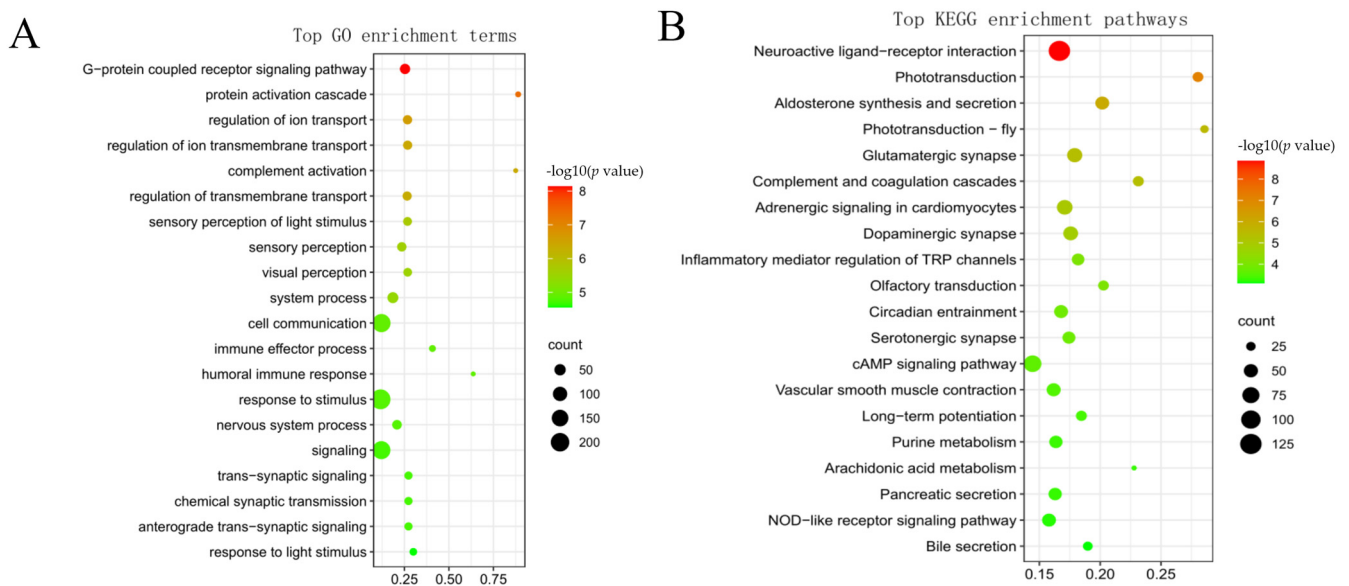 A
Top GO enrichment terms
G−protein coupled receptor signaling pathway
protein activation cascade
regulation of ion transport
regulation of ion transmembrane transport
complement activation
regulation of transmembrane transport
sensory perception of light stimulus
sensory perception
visual perception
system process
cell communication
immune effector process
humoral immune response
response to stimulus
nervous system process
signaling
trans−synaptic signaling
chemical synaptic transmission
anterograde trans−synaptic signaling
response to light stimulus
0.25 0.50 0.75
-log10(p value)
8
7
6
5
count
50
100
150
200
B
Top KEGG enrichment pathways
Neuroactive ligand−receptor interaction
Phototransduction
Aldosterone synthesis and secretion
Phototransduction − fly
Glutamatergic synapse
Complement and coagulation cascades
Adrenergic signaling in cardiomyocytes
Dopaminergic synapse
Inflammatory mediator regulation of TRP channels
Olfactory transduction
Circadian entrainment
Serotonergic synapse
cAMP signaling pathway
Vascular smooth muscle contraction
Long−term potentiation
Purine metabolism
Arachidonic acid metabolism
Pancreatic secretion
NOD−like receptor signaling pathway
Bile secretion
0.15 0.20 0.25
-log10(p value)
8
7
6
5
4
count
25
50
75
100
125